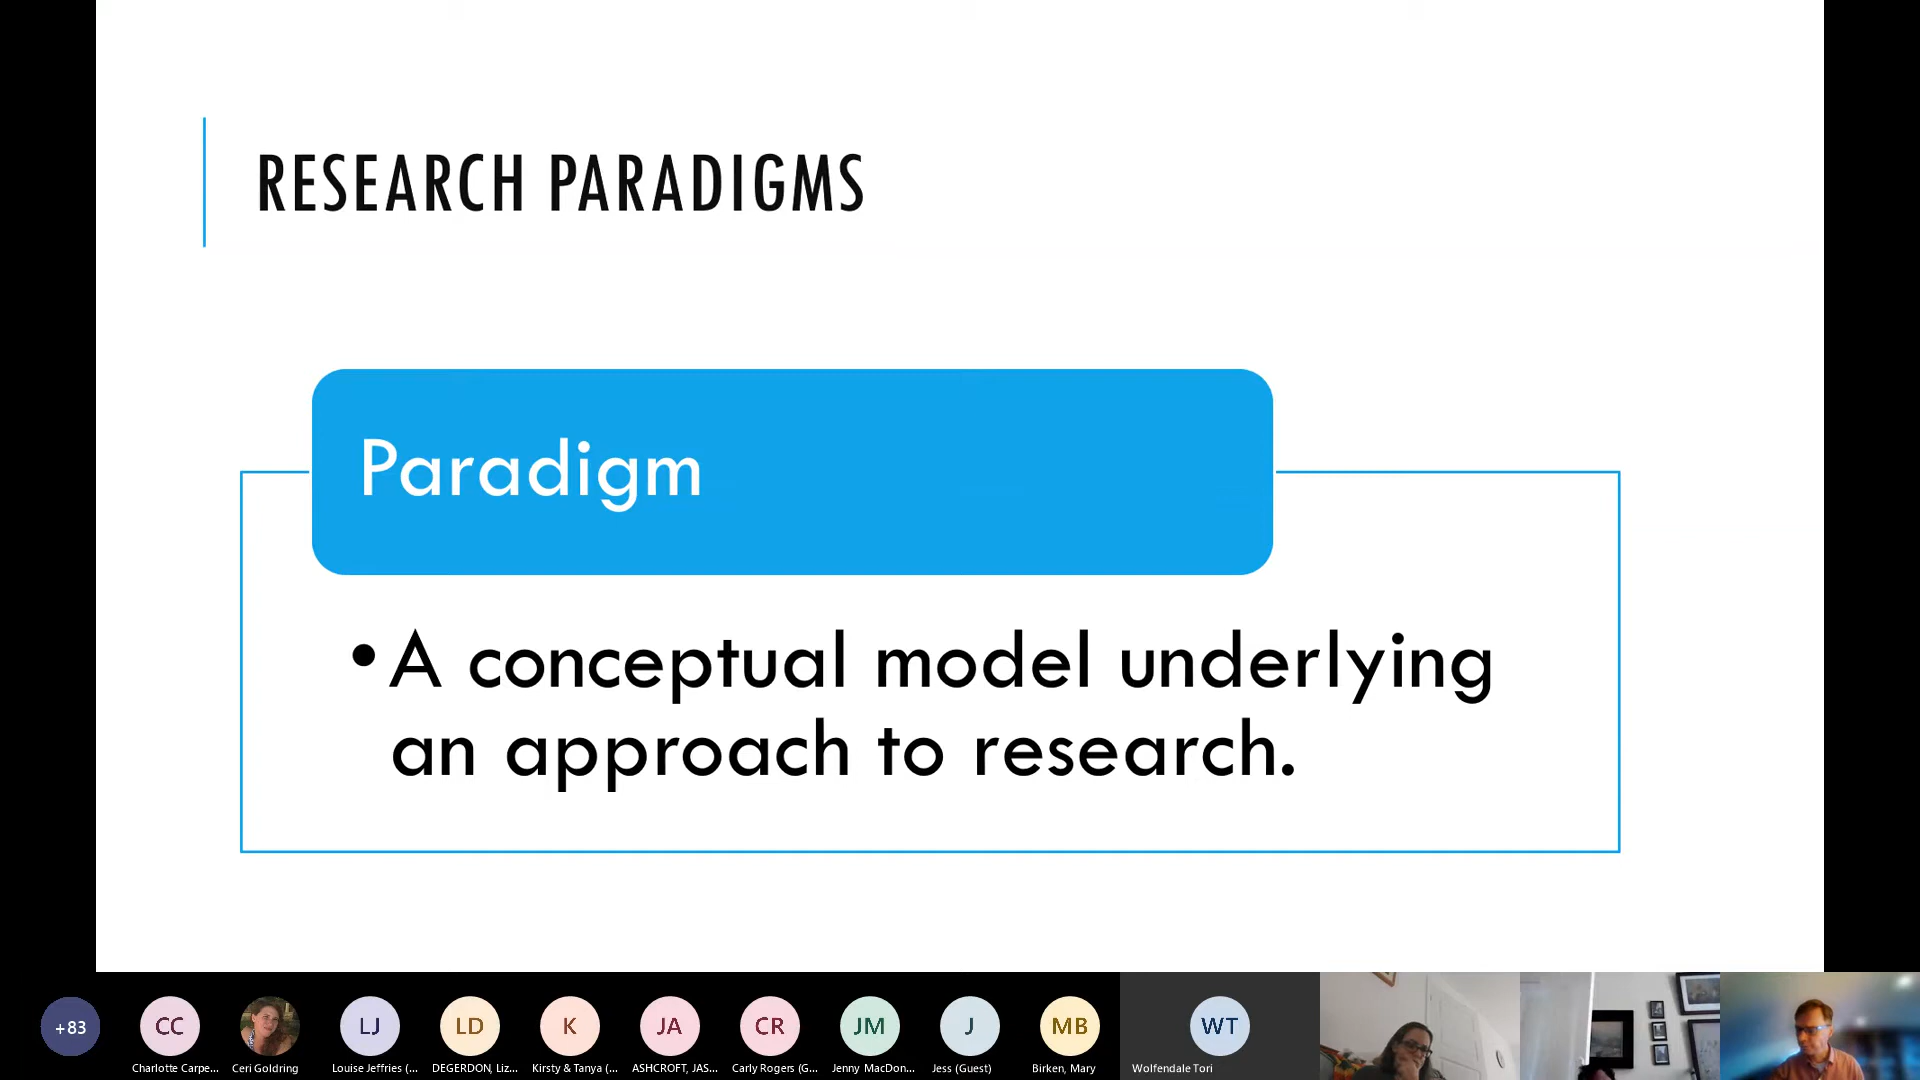 RESEARCH PARADIGMS
Paradigm
•A conceptual model underlying
an approach to research.
+83
CC
LJ
LD
K
JA
CR
JM
J
MB
WT
Charlotte Carpe...
Ceri Goldring
Louise Jeffries (...
DEGERDON, Liz...
Kirsty & Tanya (...
ASHCROFT, JAS...
Carly Rogers (G...
Jenny MacDon...
Jess (Guest)
Birken, Mary
Wolfendale Tori